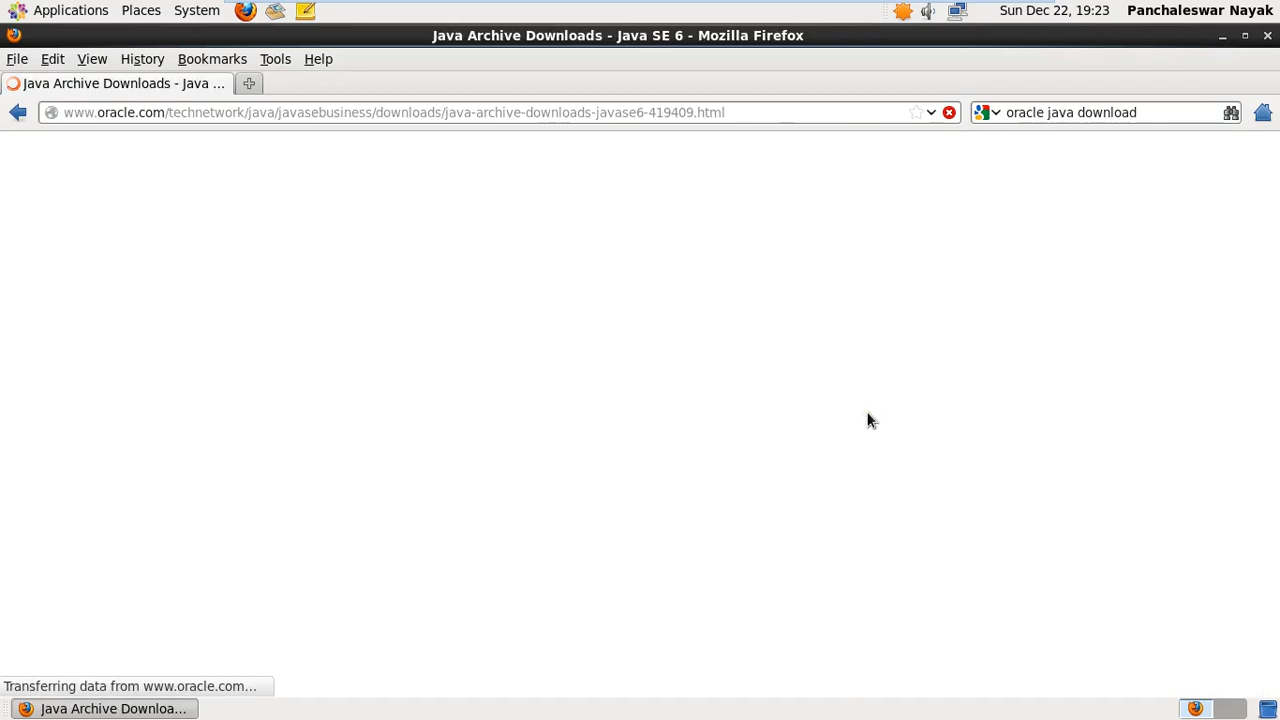 Applications Places System Sun Dec 22, 19:23 Panchaleswar Nayak
Java Archive Downloads - Java SE 6 - Mozilla Firefox
File Edit View History Bookmarks Tools Help
Java Archive Downloads - Java ...
www.oracle.com/technetwork/java/javasebusiness/downloads/java-archive-downloads-javase6-419409.html oracle java download
Transferring data from www.oracle.com...
Java Archive Downloa...